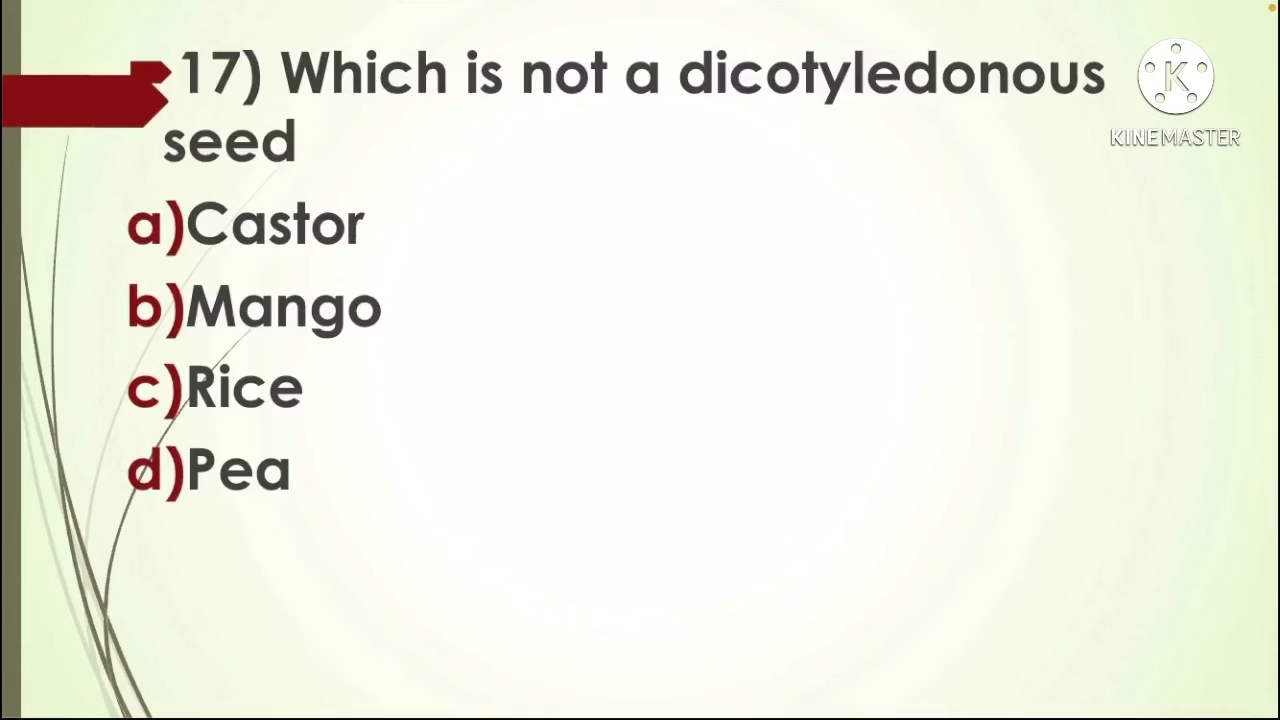 17) Which is not a dicotyledonous
seed
a)Castor
b)Mango
c)Rice
d)Pea
K
KINEMASTER